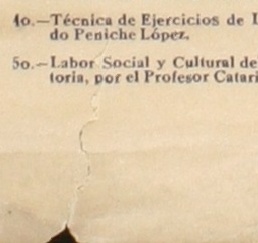 4o.—Técnica de Ejercicios de
do Peniche López.
5o.—Labor Social y Cultural de
toria, por el Profesor